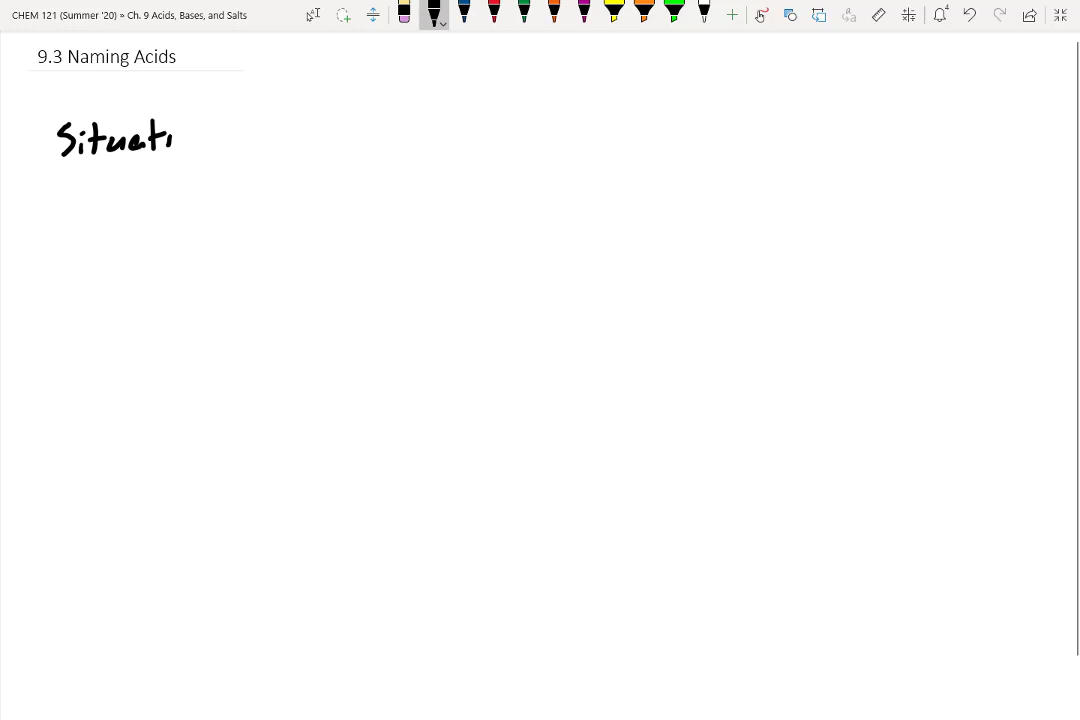 CHEM 121 (Summer '20) » Ch. 9 Acids, Bases, and Salts
9.3 Naming Acids
Situati